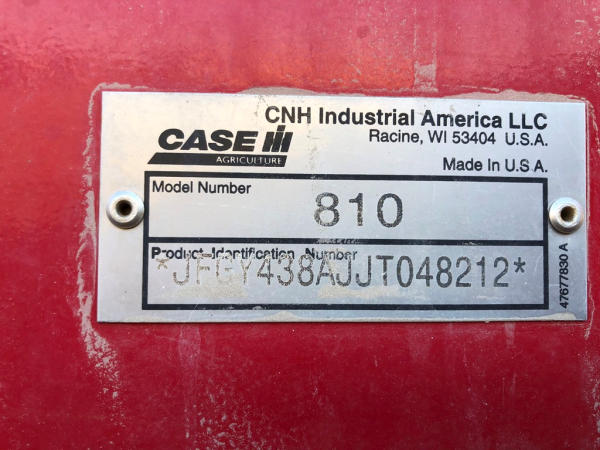 CNH Industrial America LLC
Racine, WI 53404 U.S.A.
CASE IH
AGRICULTURE
Made in U.S A.
Model Number
810
Product Identification Number
*JFGY438AJJT048212*
47677830 A